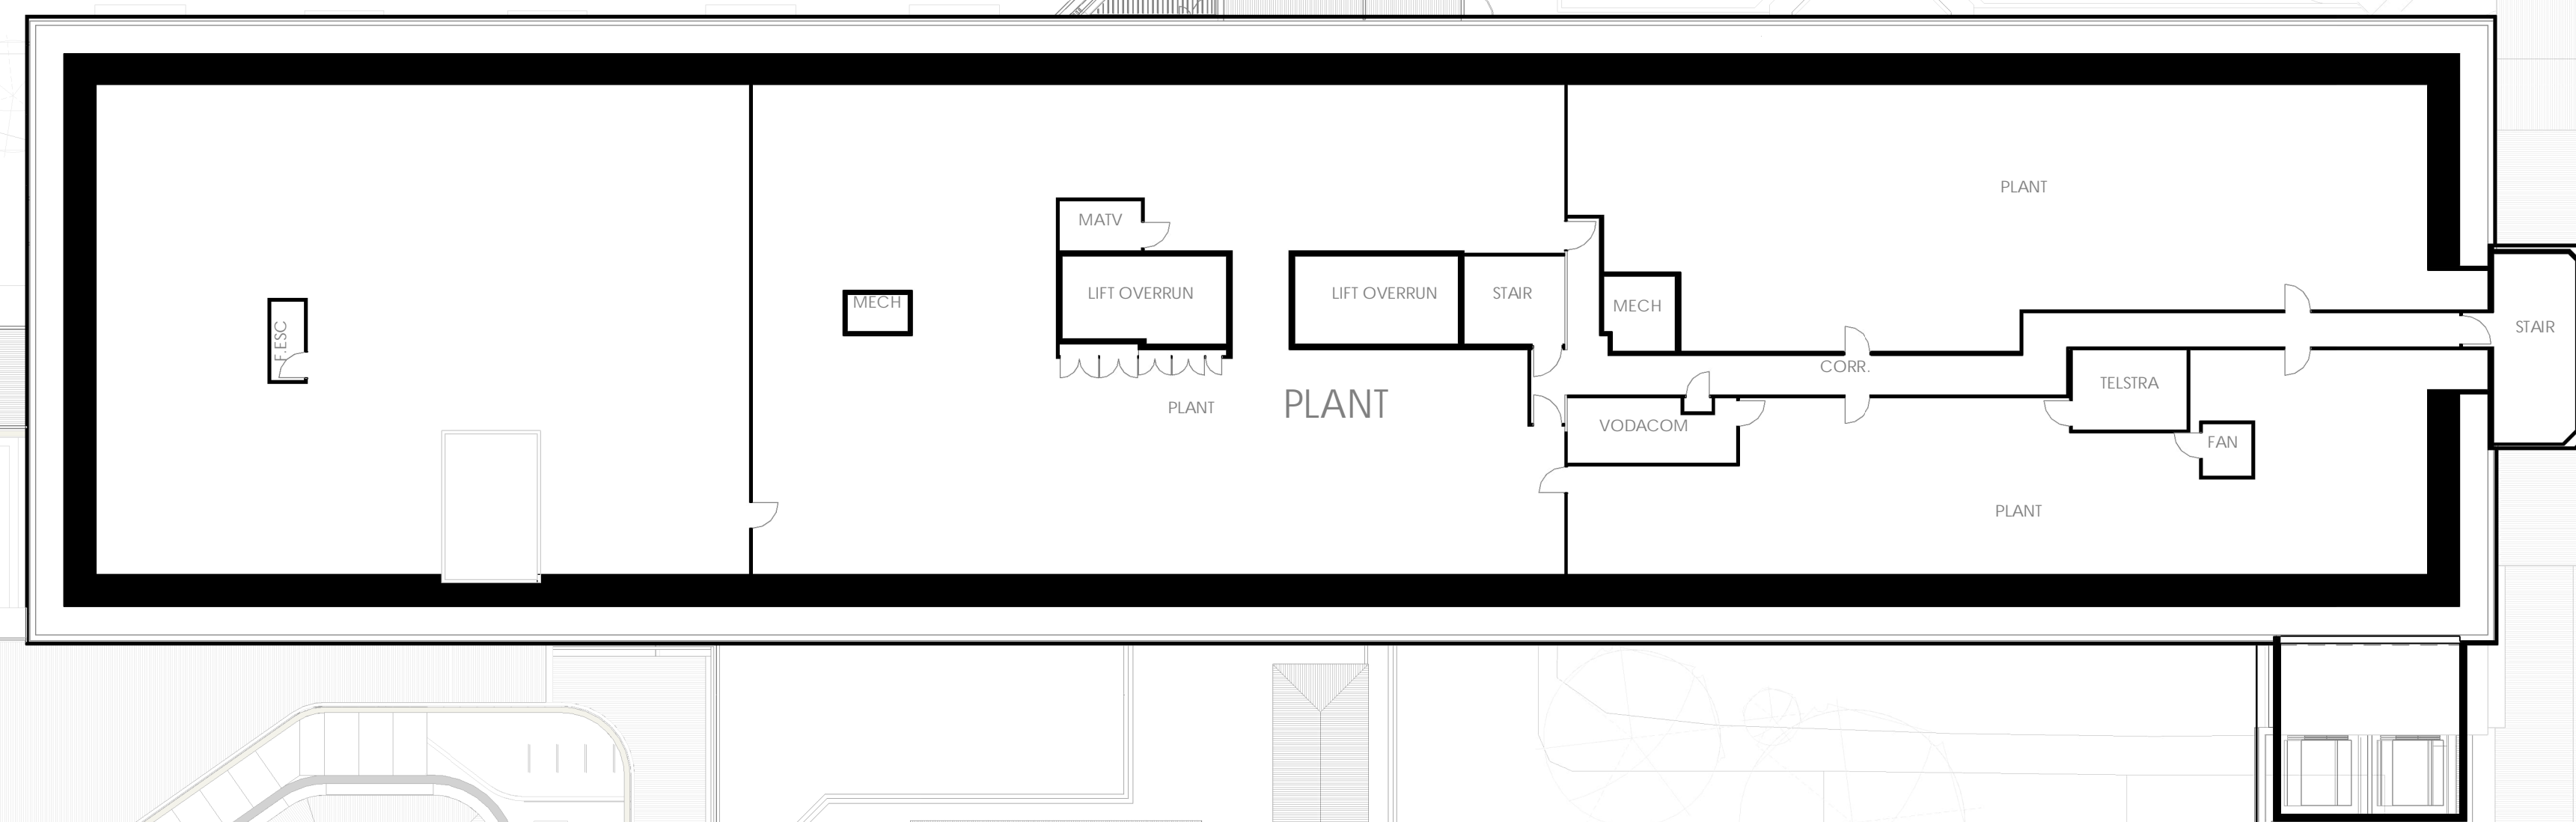 PLANT
MATV
LIFT OVERRUN
LIFT OVERRUN
STAIR
MECH
MECH
STAIR
F.ESC
CORR.
TELSTRA
PLANT
PLANT
VODACOM
FAN
PLANT